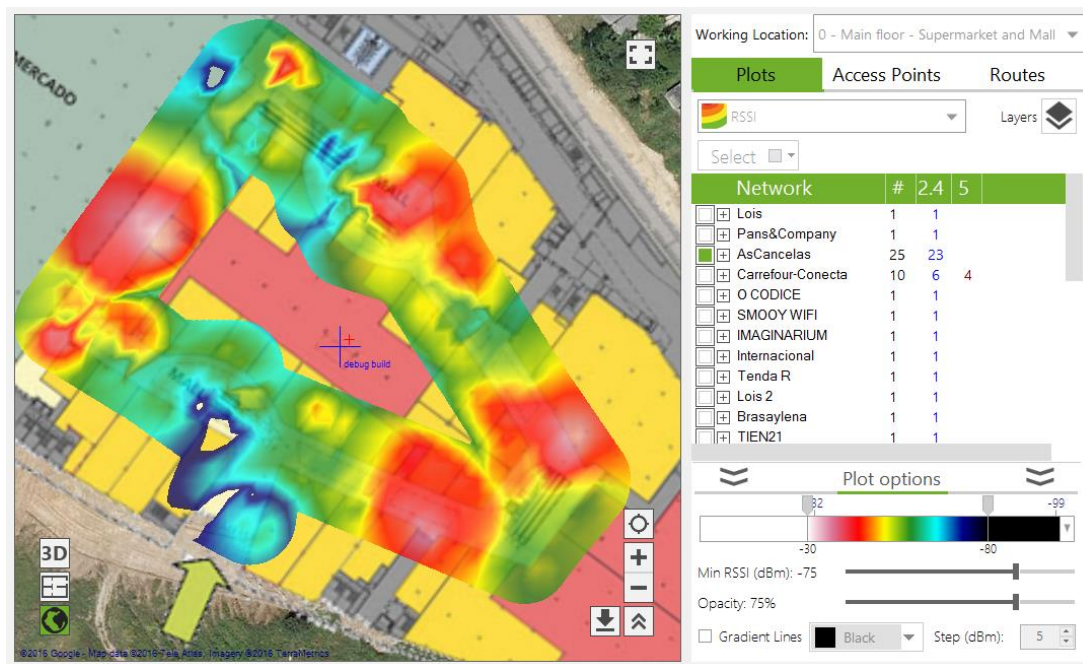 MERCADO
MALL
MALL
debug build
3D
©2016 Google - Map data ©2016 Tele Atlas, Imagery ©2016 TerraMetrics
Working Location: 0 - Main floor - Supermarket and Mall
Plots Access Points Routes
RSSI Layers
Select
Network # 2.4 5
Lois 1 1
Pans&Company 1 1
AsCancelas 25 23
Carrefour-Conecta 10 6 4
O CODICE 1 1
SMOOY WIFI 1 1
IMAGINARIUM 1 1
Internacional 1 1
Tenda R 1 1
Lois 2 1 1
Brasaylena 1 1
TIEN21 1 1
Plot options
-99
-30 -80
Min RSSI (dBm): -75
Opacity: 75%
Gradient Lines Black Step (dBm): 5